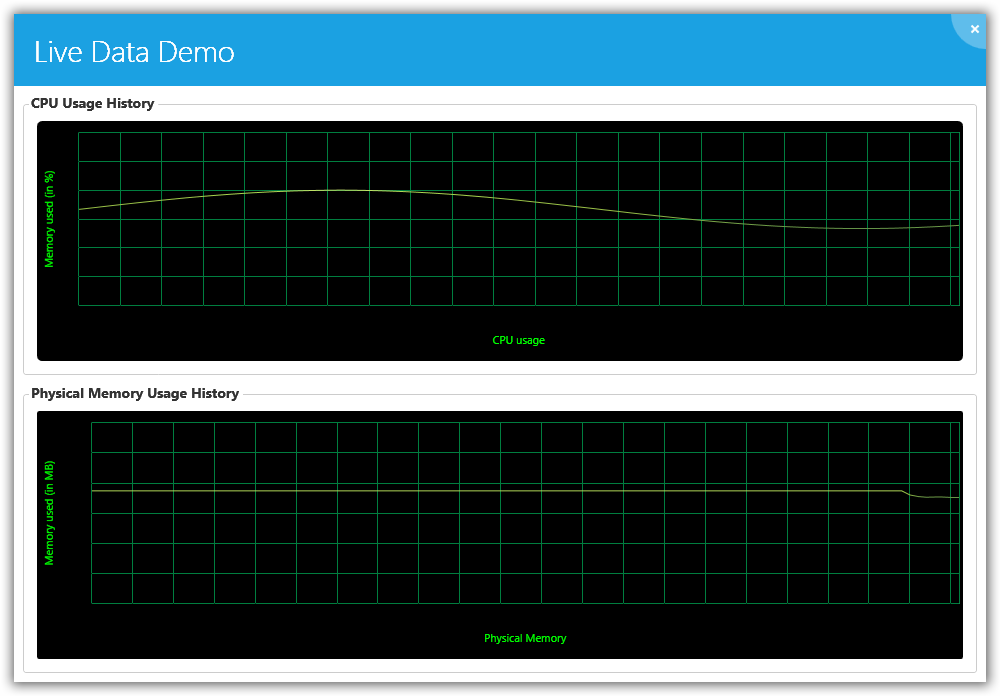 Live Data Demo
CPU Usage History
Memory used (in %)
CPU usage
Physical Memory Usage History
Memory used (in MB)
Physical Memory